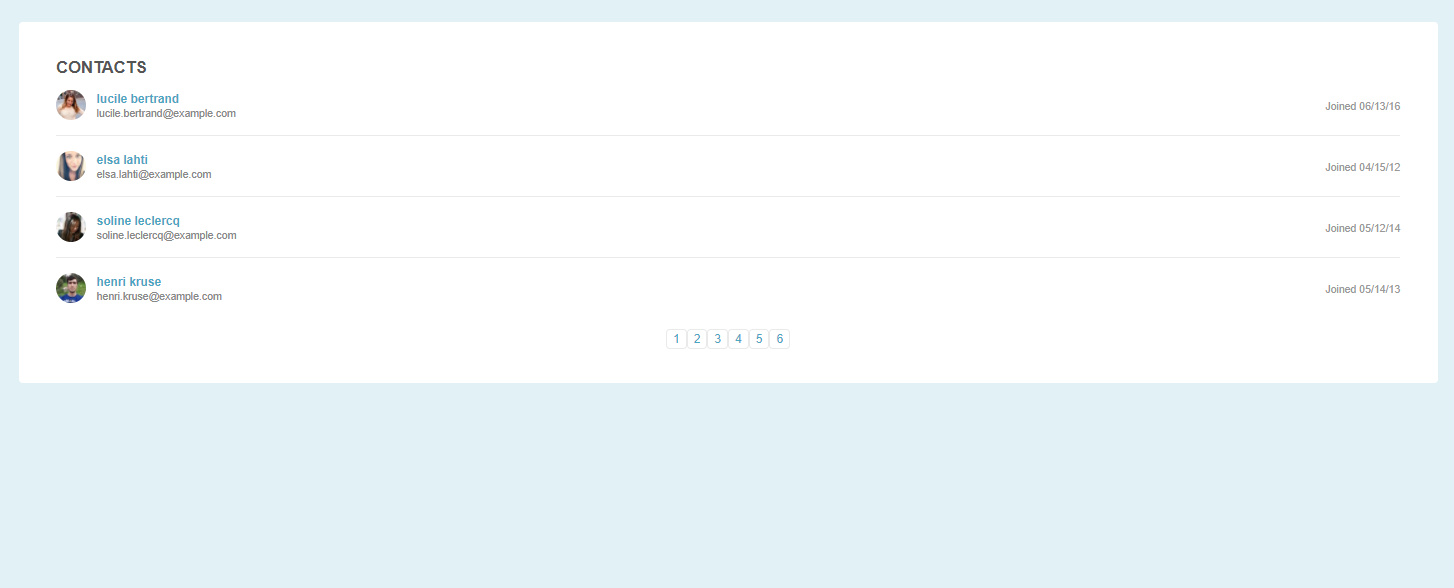 CONTACTS
lucile bertrand
lucile.bertrand@example.com
Joined 06/13/16
elsa lahti
elsa.lahti@example.com
Joined 04/15/12
soline leclercq
soline.leclercq@example.com
Joined 05/12/14
henri kruse
henri.kruse@example.com
Joined 05/14/13
1 2 3 4 5 6